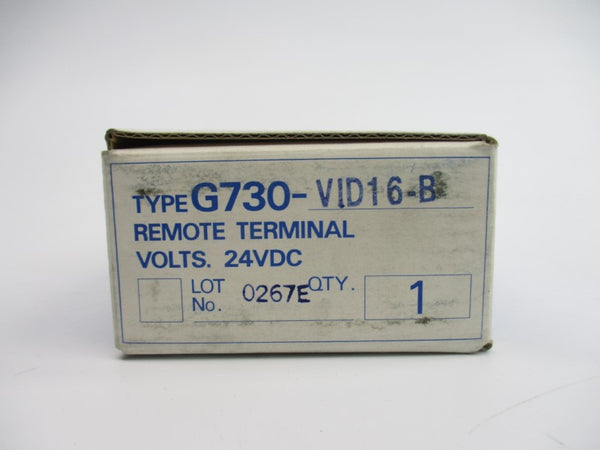 TYPE G730-VID16-B
REMOTE TERMINAL
VOLTS. 24VDC
LOT No. 0267E QTY. 1